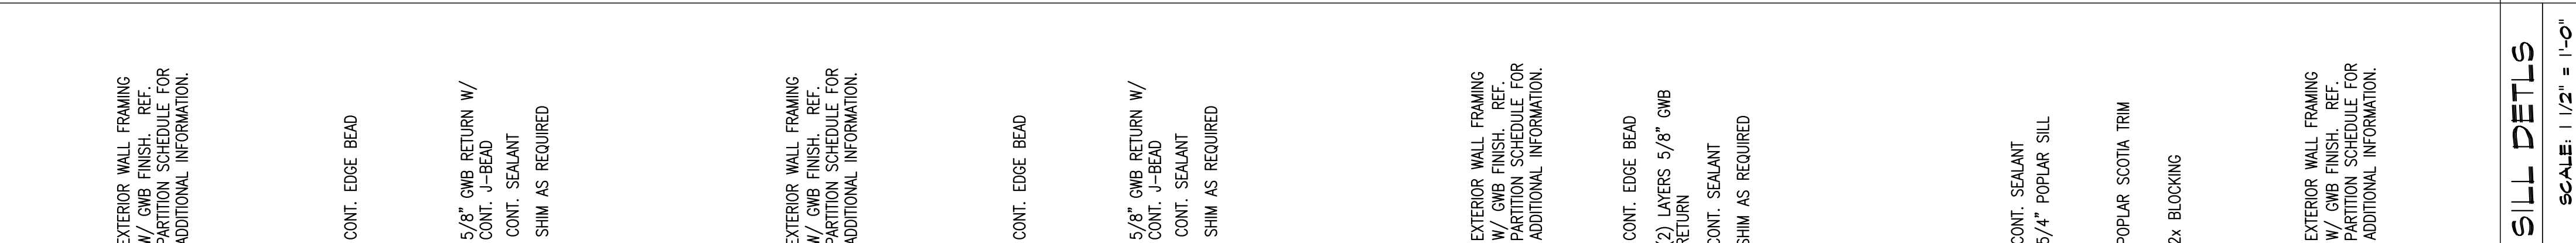 EXTERIOR WALL FRAMING
W/ GWB FINISH. REF.
PARTITION SCHEDULE FOR
ADDITIONAL INFORMATION.
CONT. EDGE BEAD
5/8" GWB RETURN W/
CONT. J-BEAD
CONT. SEALANT
SHIM AS REQUIRED
EXTERIOR WALL FRAMING
W/ GWB FINISH. REF.
PARTITION SCHEDULE FOR
ADDITIONAL INFORMATION.
CONT. EDGE BEAD
5/8" GWB RETURN W/
CONT. J-BEAD
CONT. SEALANT
SHIM AS REQUIRED
EXTERIOR WALL FRAMING
W/ GWB FINISH. REF.
PARTITION SCHEDULE FOR
ADDITIONAL INFORMATION.
CONT. EDGE BEAD
(2) LAYERS 5/8" GWB
RETURN
CONT. SEALANT
SHIM AS REQUIRED
CONT. SEALANT
5/4" POPLAR SILL
POPLAR SCOTIA TRIM
2x BLOCKING
EXTERIOR WALL FRAMING
W/ GWB FINISH. REF.
PARTITION SCHEDULE FOR
ADDITIONAL INFORMATION.
SILL DETLS
SCALE: 1 1/2" = 1'-0"